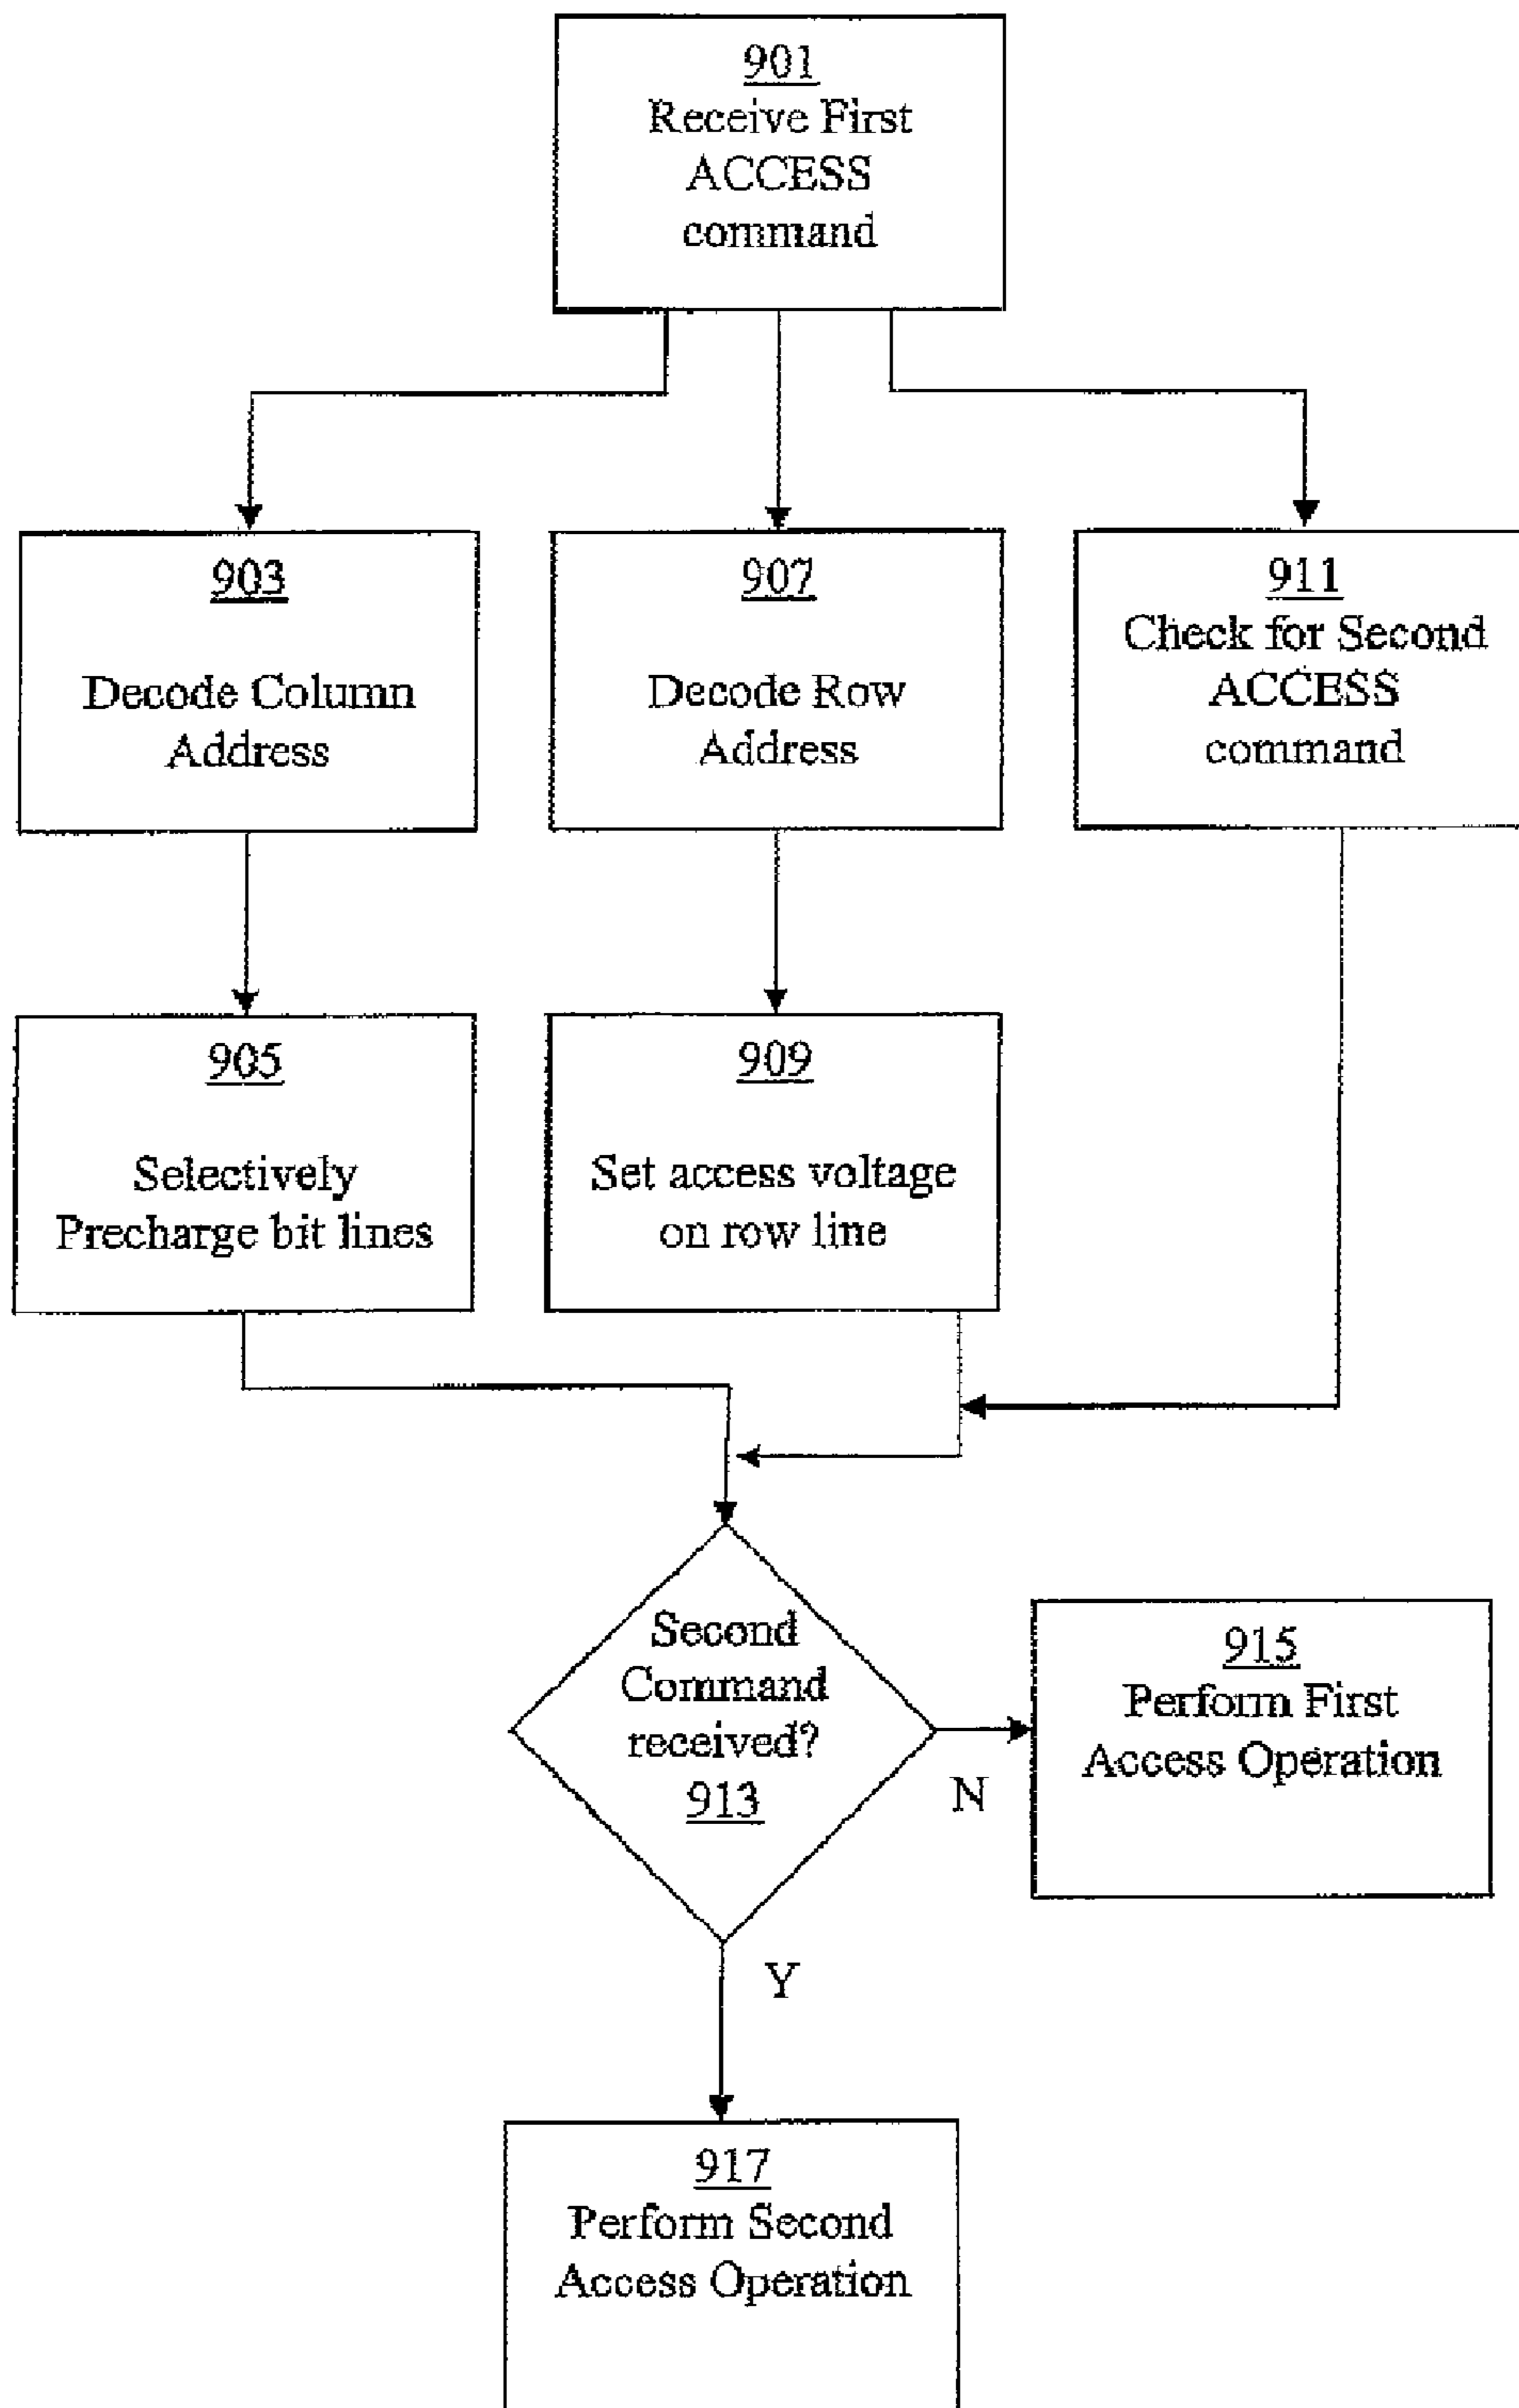 901
Receive First
ACCESS
command
903
Decode Column
Address
907
Decode Row
Address
911
Check for Second
ACCESS
command
905
Selectively
Precharge bit lines
909
Set access voltage
on row line
Second
Command
received?
913
N
915
Perform First
Access Operation
Y
917
Perform Second
Access Operation